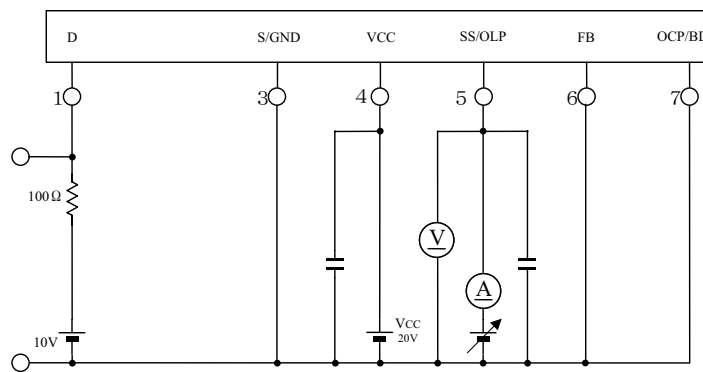 D S/GND VCC SS/OLP FB OCP/BD
1 3 4 5 6 7
100Ω
V
A
10V
VCC
20V